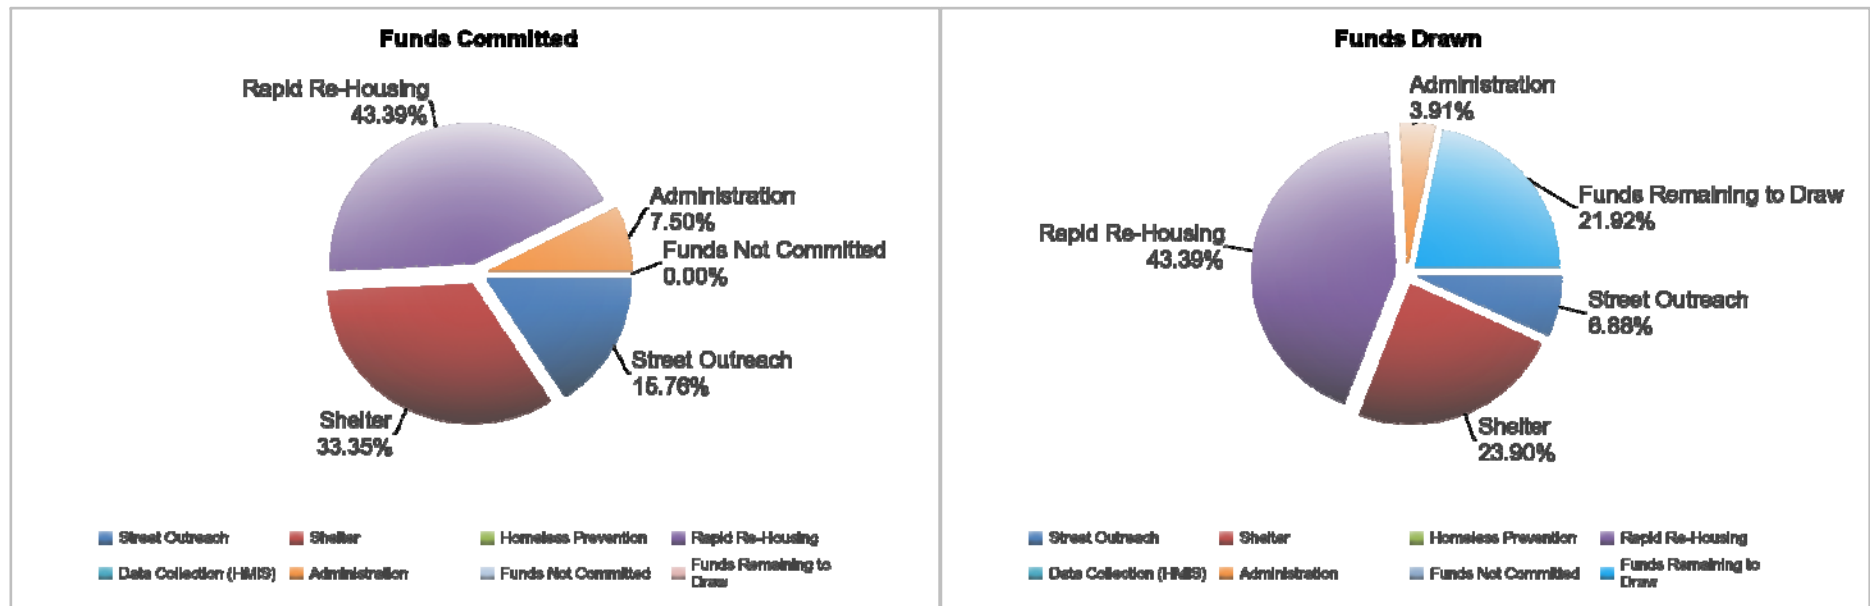 Funds Committed
Rapid Re-Housing
43.39%
Administration
7.50%
Funds Not Committed
0.00%
Street Outreach
15.76%
Shelter
33.35%
Street Outreach
Shelter
Homeless Prevention
Rapid Re-Housing
Data Collection (HMIS)
Administration
Funds Not Committed
Funds Remaining to
Draw
Funds Drawn
Administration
3.91%
Funds Remaining to Draw
21.92%
Rapid Re-Housing
43.39%
Street Outreach
6.88%
Shelter
23.90%
Street Outreach
Shelter
Homeless Prevention
Rapid Re-Housing
Data Collection (HMIS)
Administration
Funds Not Committed
Funds Remaining to
Draw